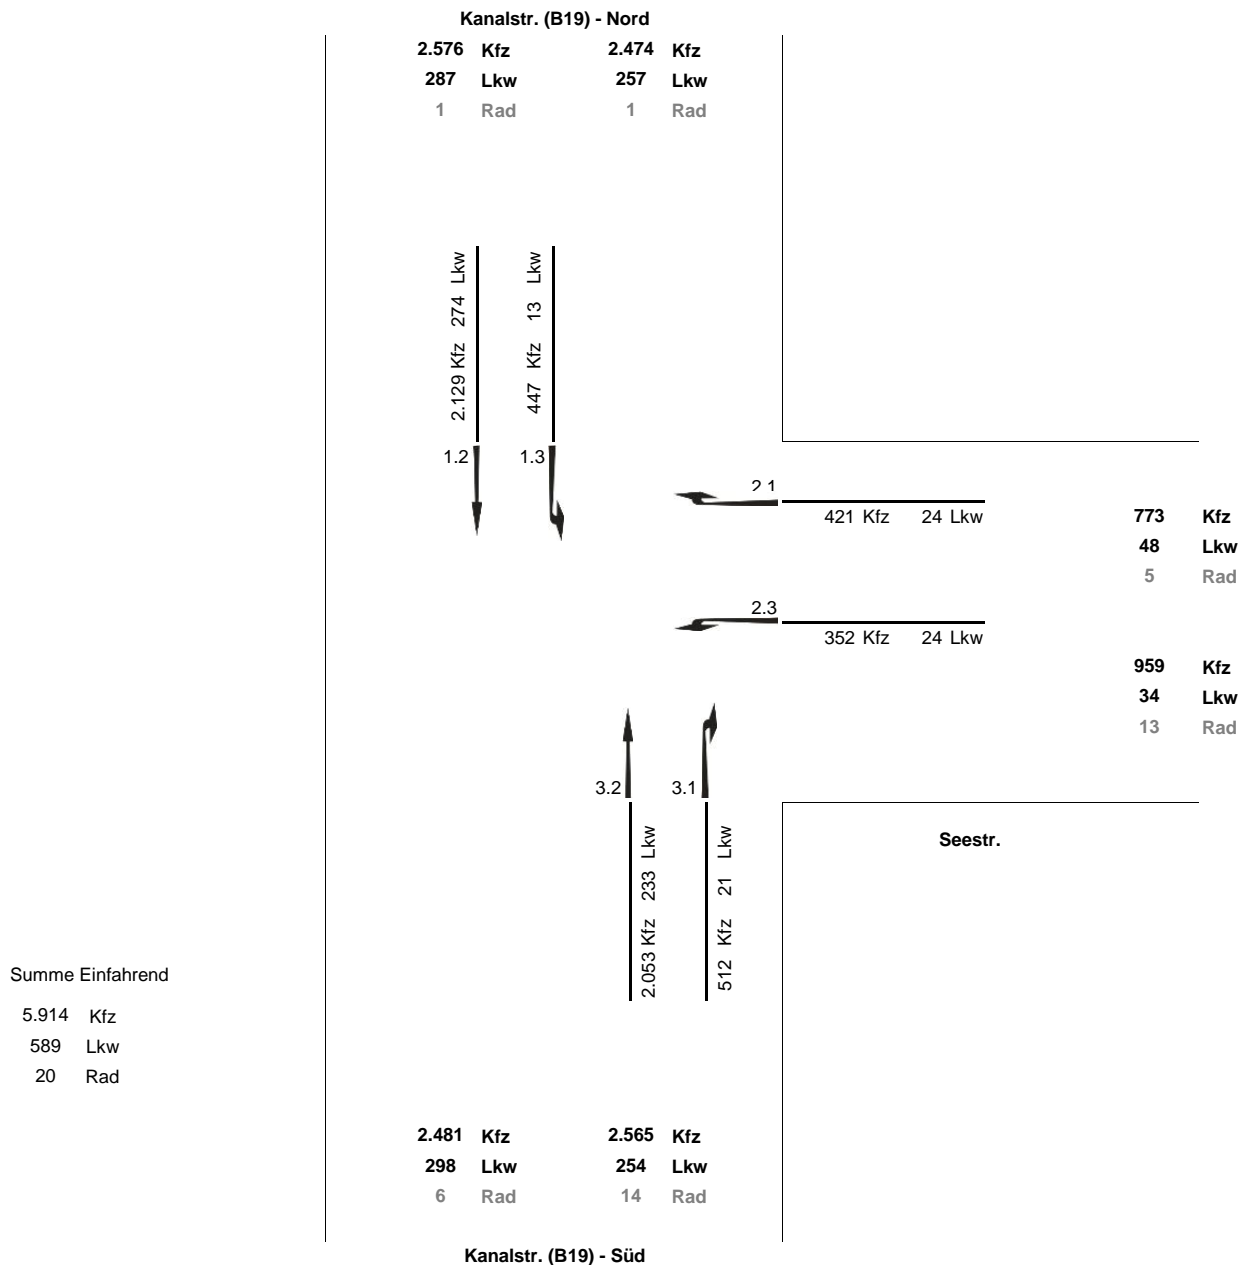 Kanalstr. (B19) - Nord
2.576 Kfz 2.474 Kfz
287 Lkw 257 Lkw
1 Rad 1 Rad
2.129 Kfz 274 Lkw
447 Kfz 13 Lkw
1.2 1.3
2.1
421 Kfz 24 Lkw
773 Kfz
48 Lkw
5 Rad
2.3
352 Kfz 24 Lkw
959 Kfz
34 Lkw
13 Rad
3.2 3.1
2.053 Kfz 233 Lkw
512 Kfz 21 Lkw
Seestr.
Summe Einfahrend
5.914 Kfz
589 Lkw
20 Rad
2.481 Kfz 2.565 Kfz
298 Lkw 254 Lkw
6 Rad 14 Rad
Kanalstr. (B19) - Süd